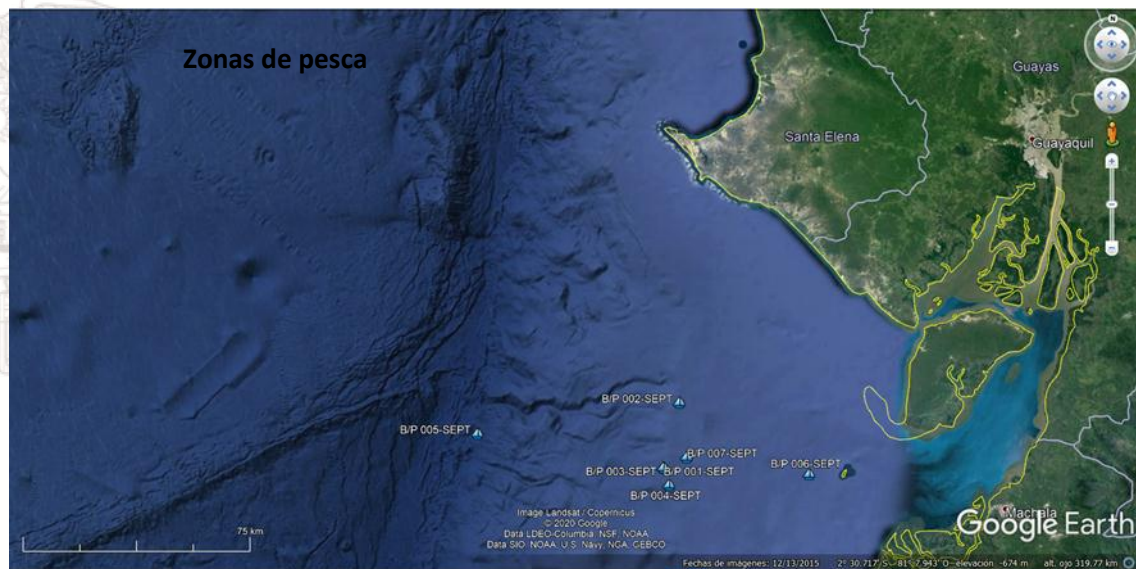 Zonas de pesca
N
Guayas
Santa Elena
Guayaquil
B/P 002-SEPT
B/P 005-SEPT
B/P 007-SEPT
B/P 003-SEPT
B/P 001-SEPT
B/P 006-SEPT
B/P 004-SEPT
Machala
75 km
Image Landsat / Copernicus
© 2020 Google
Data LDEO-Columbia, NSF, NOAA
Data SIO, NOAA, U.S. Navy, NGA, GEBCO
Google Earth
Fechas de imágenes: 12/13/2015 2° 30.717' S 81° 7.943' O elevación -674 m alt. ojo 319.77 km